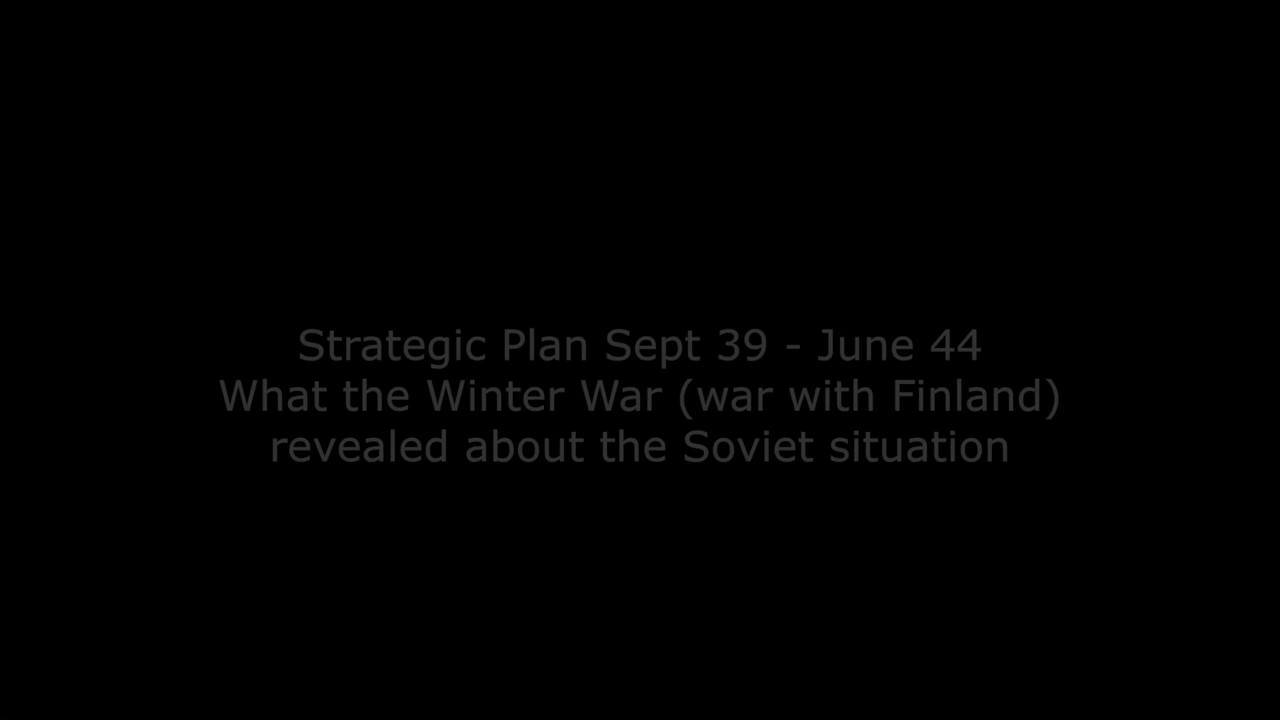 Strategic Plan Sept 39 - June 44
What the Winter War (war with Finland)
revealed about the Soviet situation